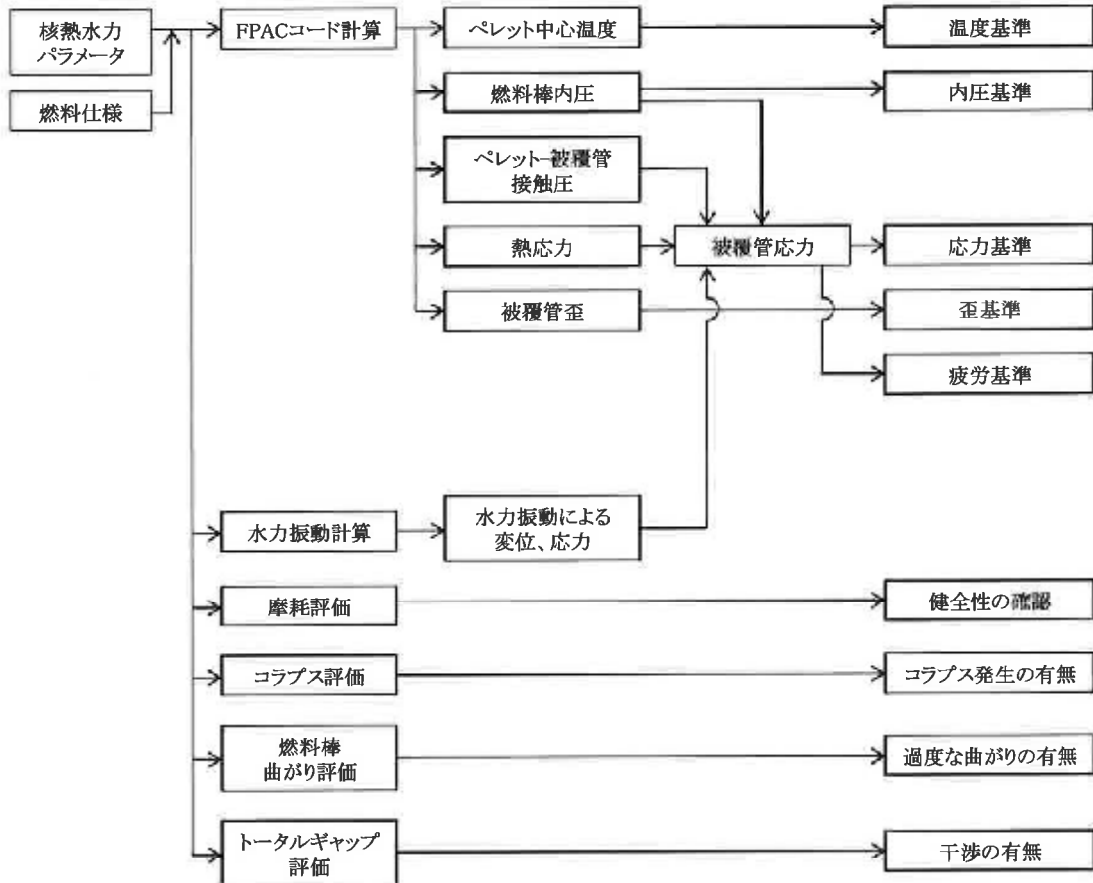 核熱水力
パラメータ
燃料仕様
FPACコード計算
ペレット中心温度
温度基準
燃料棒内圧
内圧基準
ペレット-被覆管
接触圧
熱応力
被覆管応力
応力基準
被覆管歪
歪基準
疲労基準
水力振動計算
水力振動による
変位、応力
摩耗評価
健全性の確認
コラプス評価
コラプス発生の有無
燃料棒
曲がり評価
過度な曲がりの有無
トータルギャップ
評価
干渉の有無